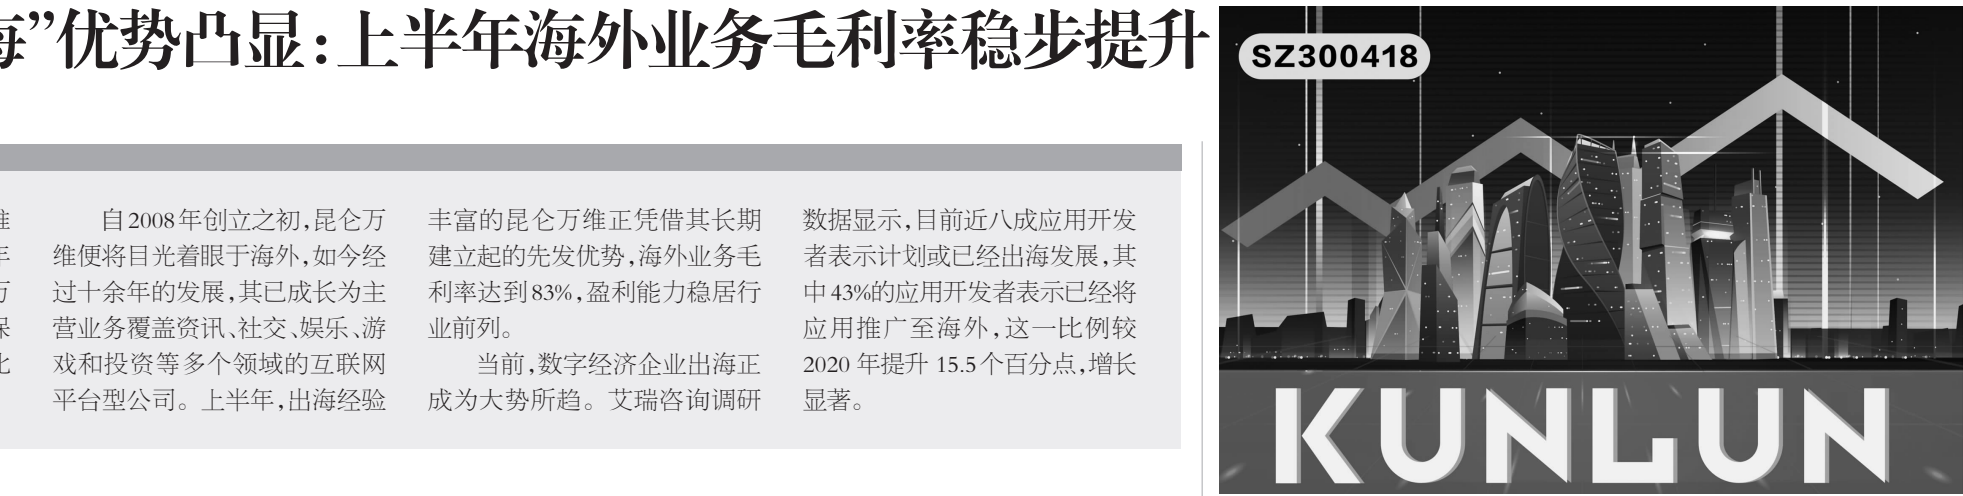 海”优势凸显：上半年海外业务毛利率稳步提升
自2008年创立之初，昆仑万
维便将目光着眼于海外，如今经
过十余年的发展，其已成长为主
营业务覆盖资讯、社交、娱乐、游
戏和投资等多个领域的互联网
平台型公司。上半年，出海经验
丰富的昆仑万维正凭借其长期
建立起的先发优势，海外业务毛
利率达到83%，盈利能力稳居行
业前列。
当前，数字经济企业出海正
成为大势所趋。艾瑞咨询调研
数据显示，目前近八成应用开发
者表示计划或已经出海发展，其
中43%的应用开发者表示已经将
应用推广至海外，这一比例较
2020年提升15.5个百分点，增长
显著。
SZ300418
KUNLUN